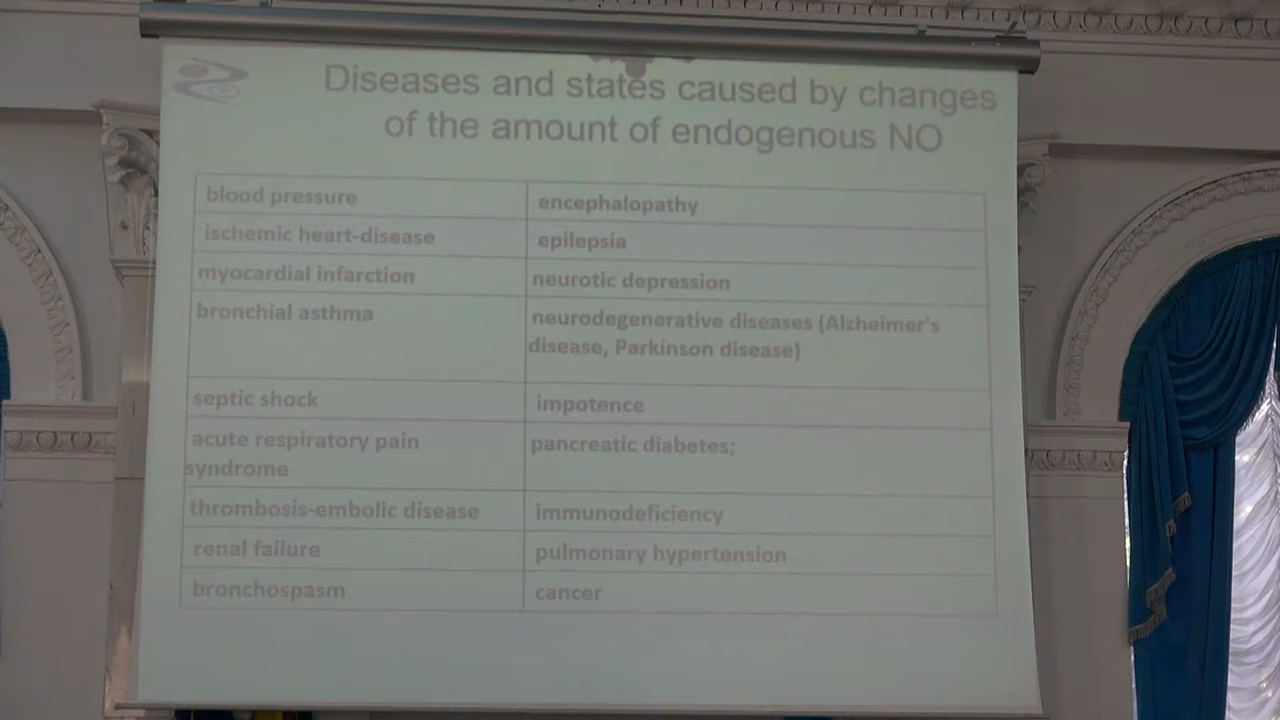 Diseases and states caused by changes
of the amount of endogenous NO
blood pressure
encephalopathy
ischemic heart-disease
epilepsia
myocardial infarction
neurotic depression
bronchial asthma
neurodegenerative diseases (Alzheimer's
disease, Parkinson disease)
septic shock
impotence
acute respiratory pain
syndrome
pancreatic diabetes;
thrombosis-embolic disease
immunodeficiency
renal failure
pulmonary hypertension
bronchospasm
cancer